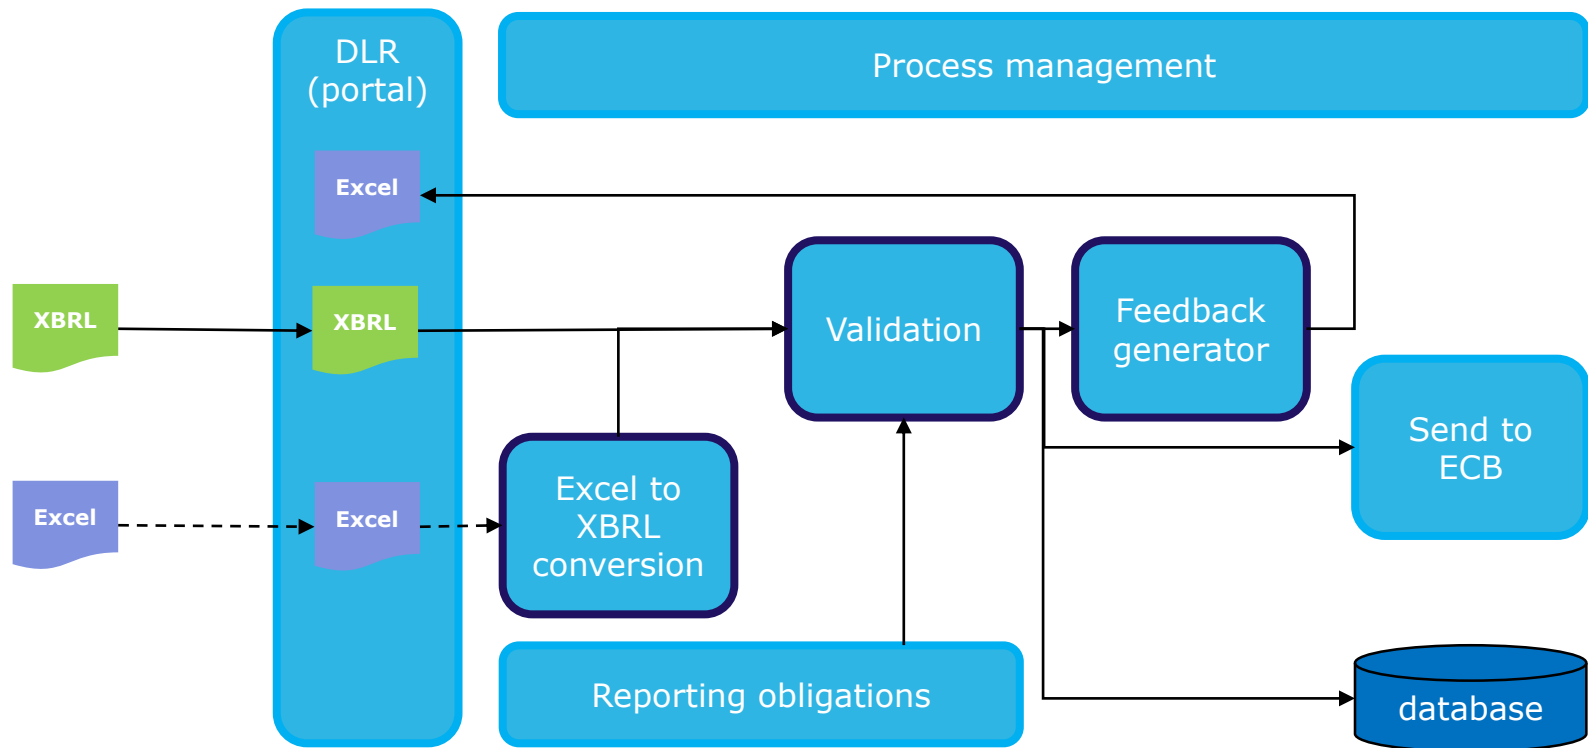 DLR
(portal)
Process management
Excel
XBRL
XBRL
Validation
Feedback
generator
Send to
ECB
Excel
Excel
Excel to
XBRL
conversion
Reporting obligations
database